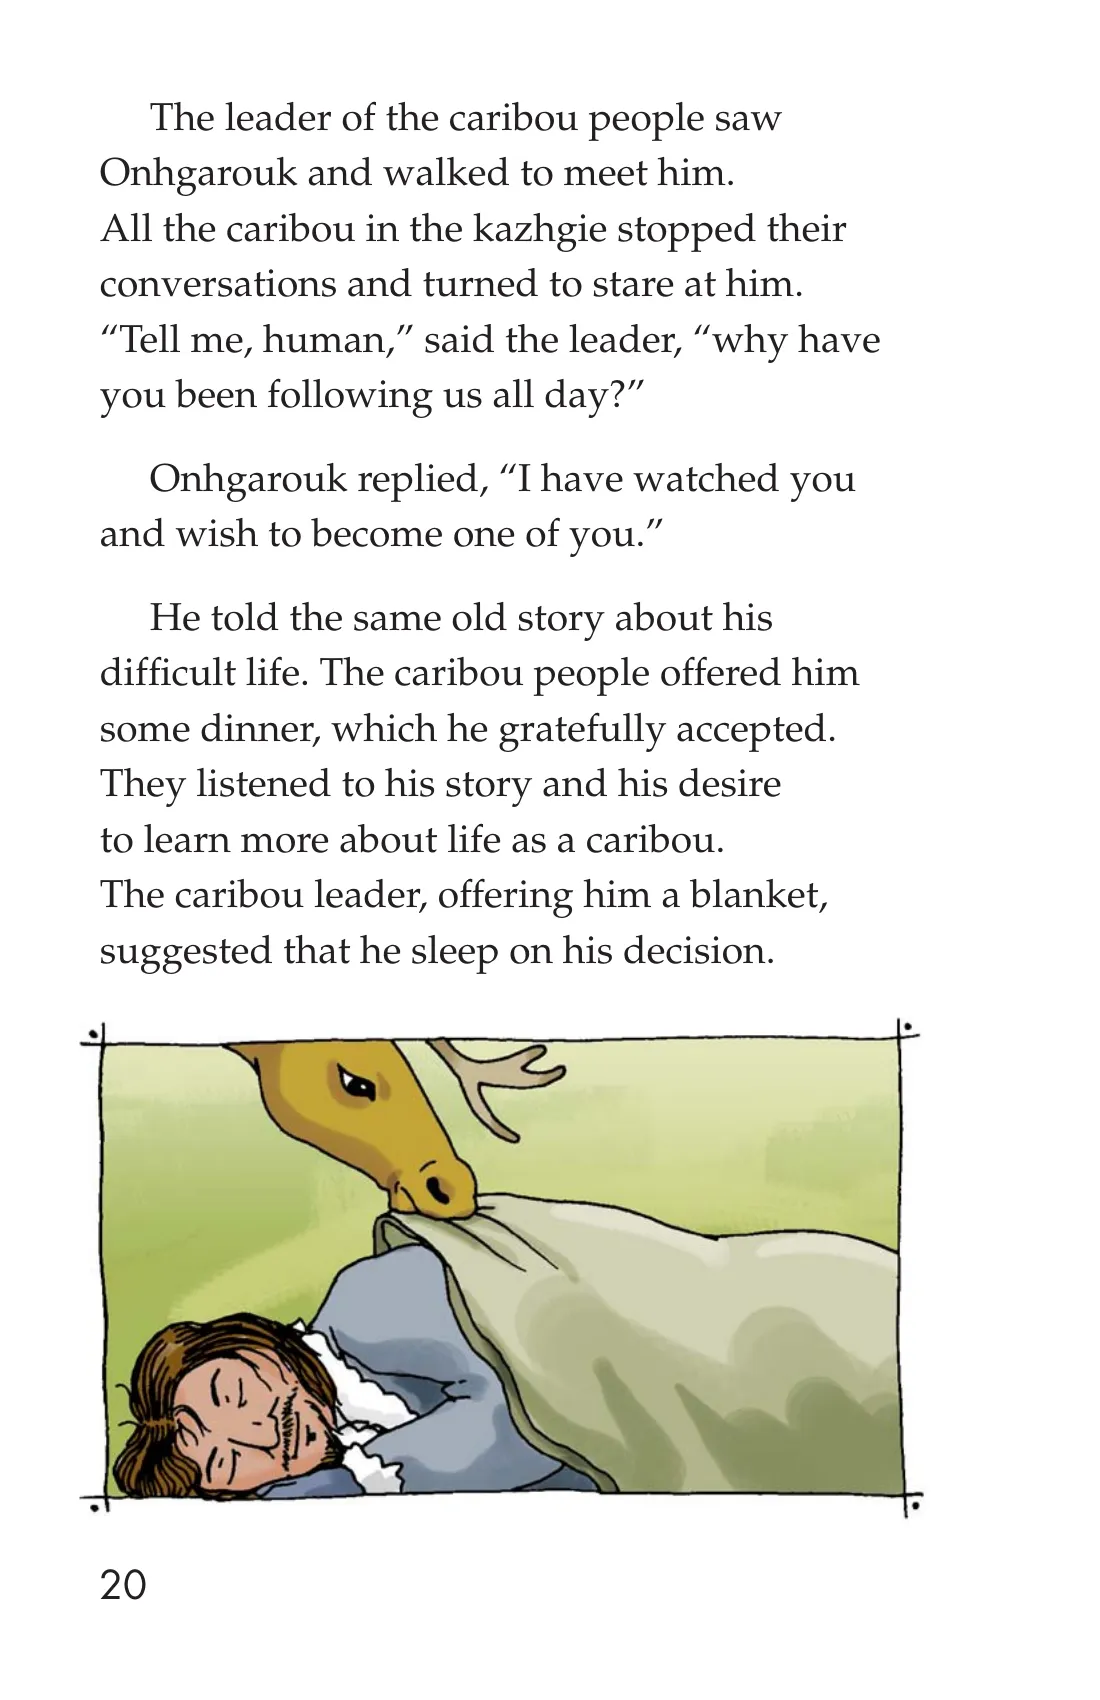 The leader of the caribou people saw
Onhgarouk and walked to meet him.
All the caribou in the kazhgie stopped their
conversations and turned to stare at him.
“Tell me, human,” said the leader, “why have
you been following us all day?”
Onhgarouk replied, “I have watched you
and wish to become one of you.”
He told the same old story about his
difficult life. The caribou people offered him
some dinner, which he gratefully accepted.
They listened to his story and his desire
to learn more about life as a caribou.
The caribou leader, offering him a blanket,
suggested that he sleep on his decision.
20